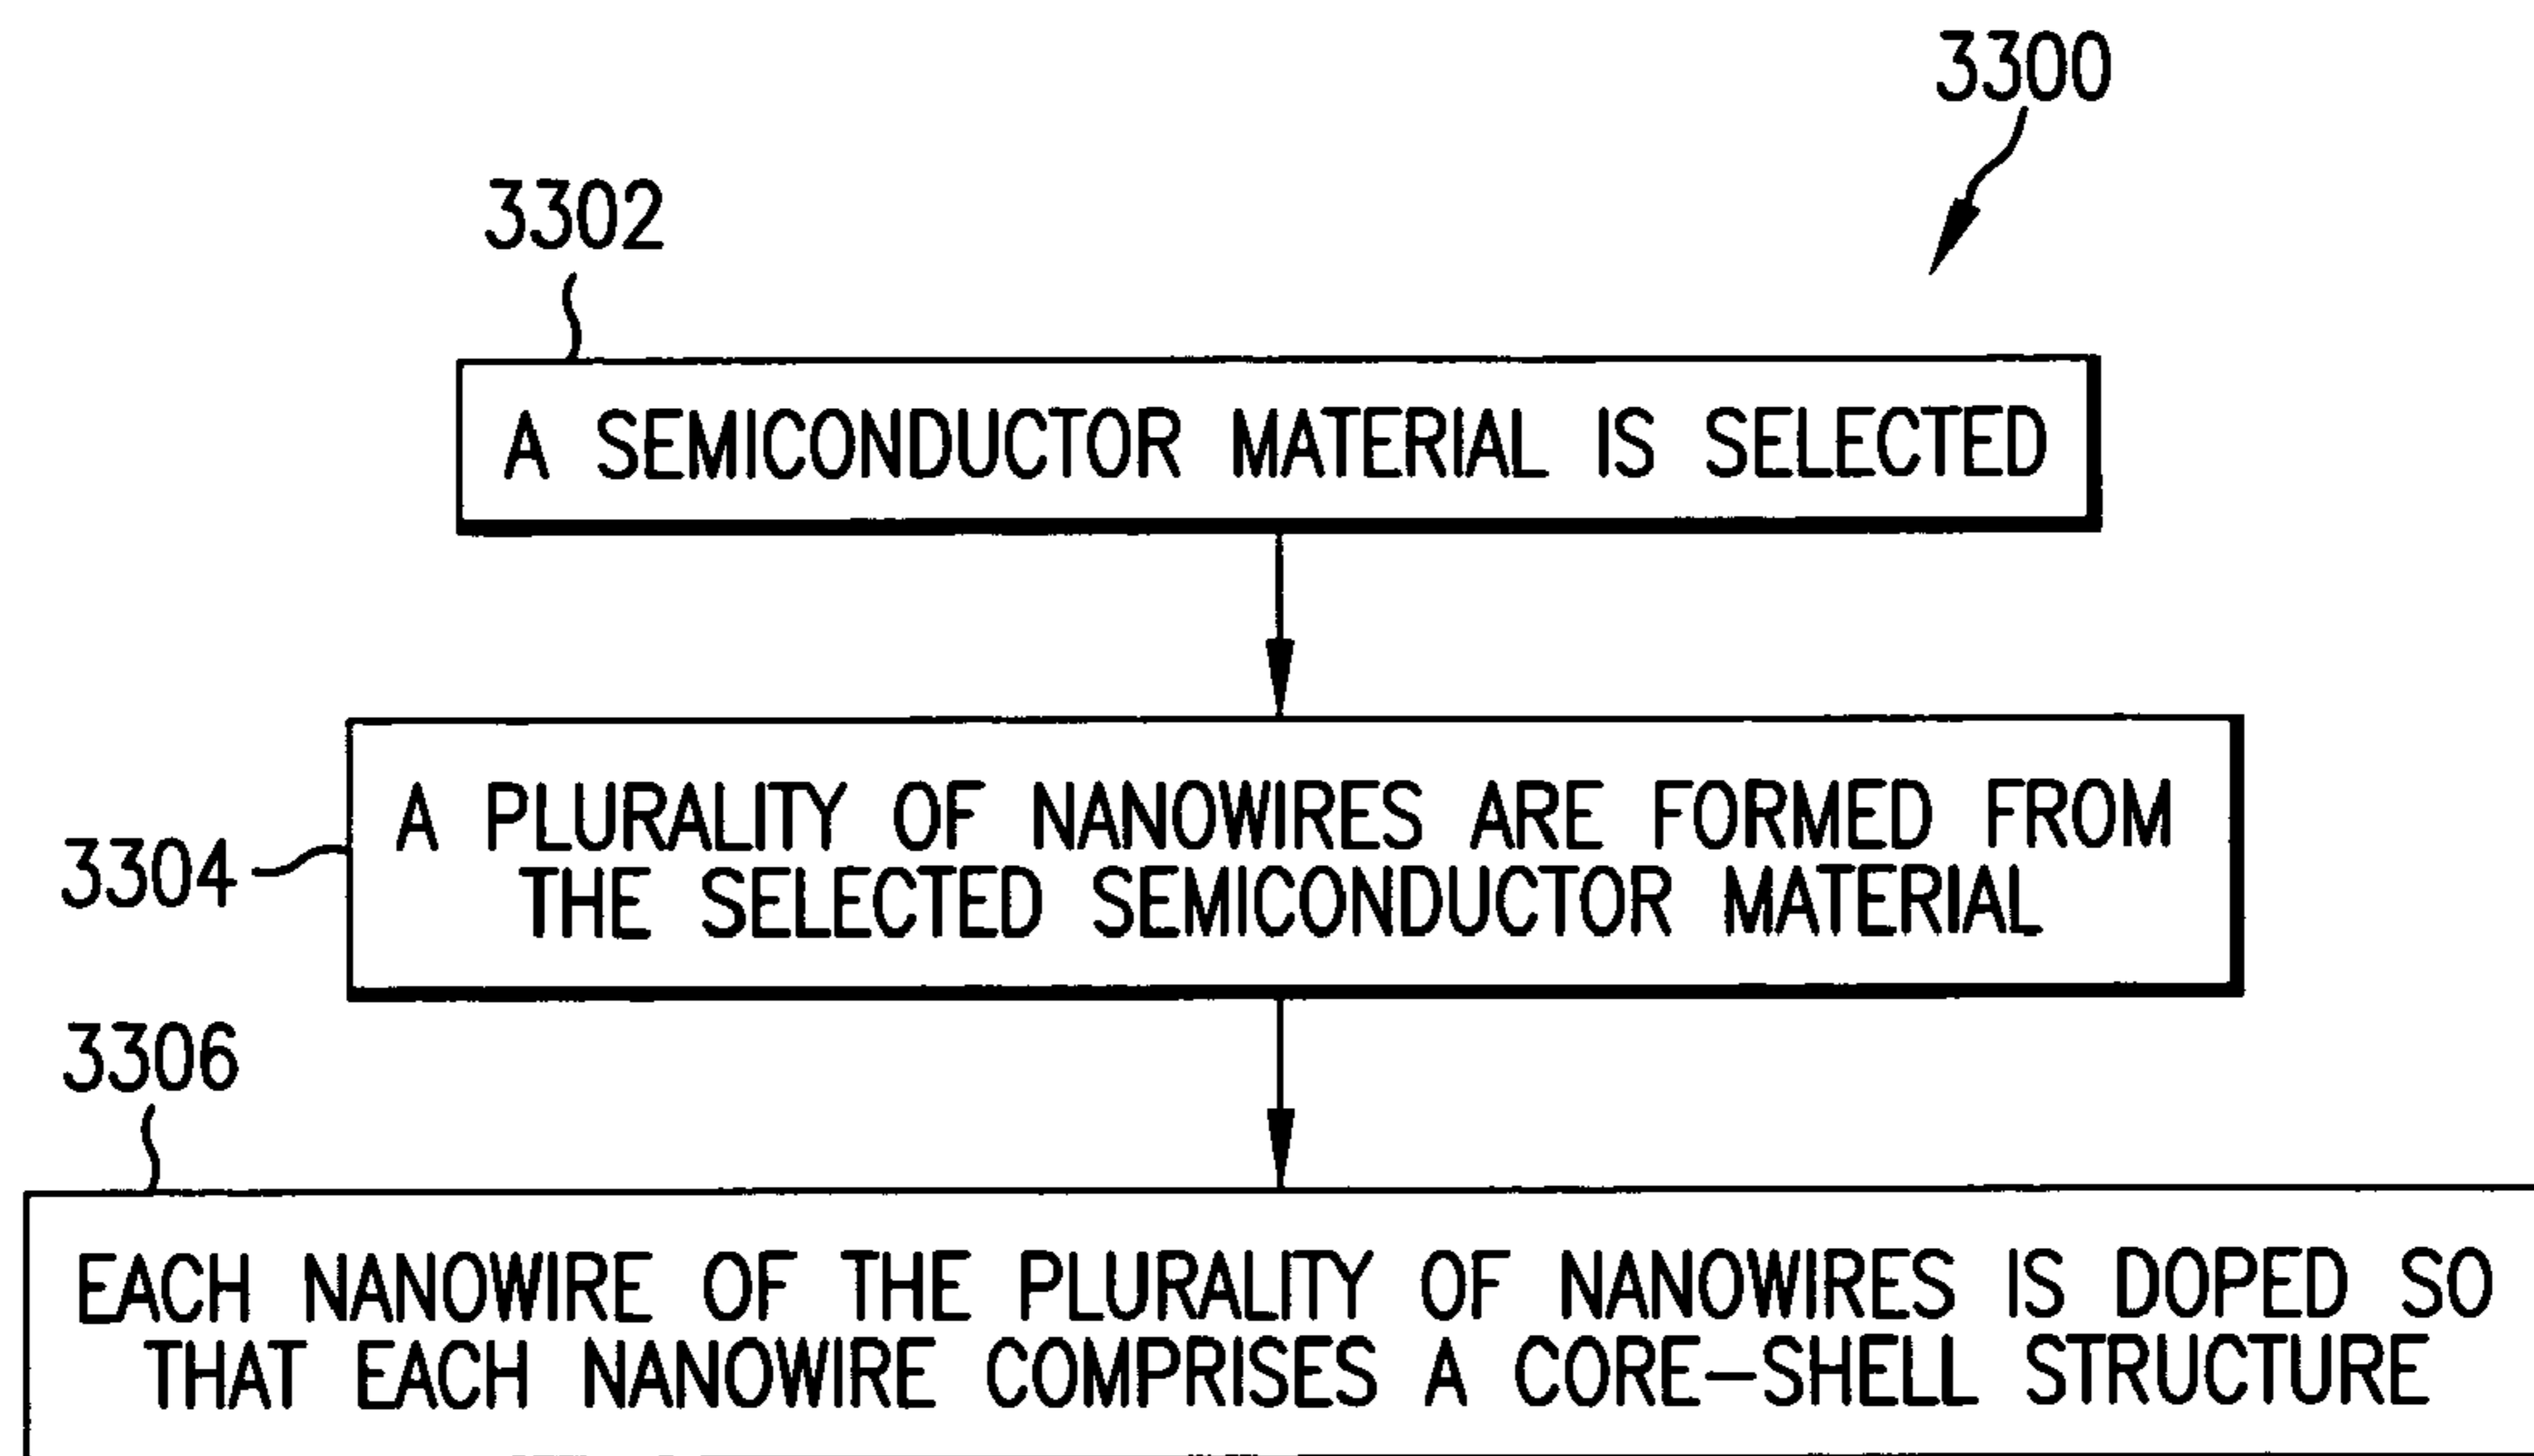 3300
3302
A SEMICONDUCTOR MATERIAL IS SELECTED
3304
A PLURALITY OF NANOWIRES ARE FORMED FROM
THE SELECTED SEMICONDUCTOR MATERIAL
3306
EACH NANOWIRE OF THE PLURALITY OF NANOWIRES IS DOPED SO
THAT EACH NANOWIRE COMPRISES A CORE-SHELL STRUCTURE